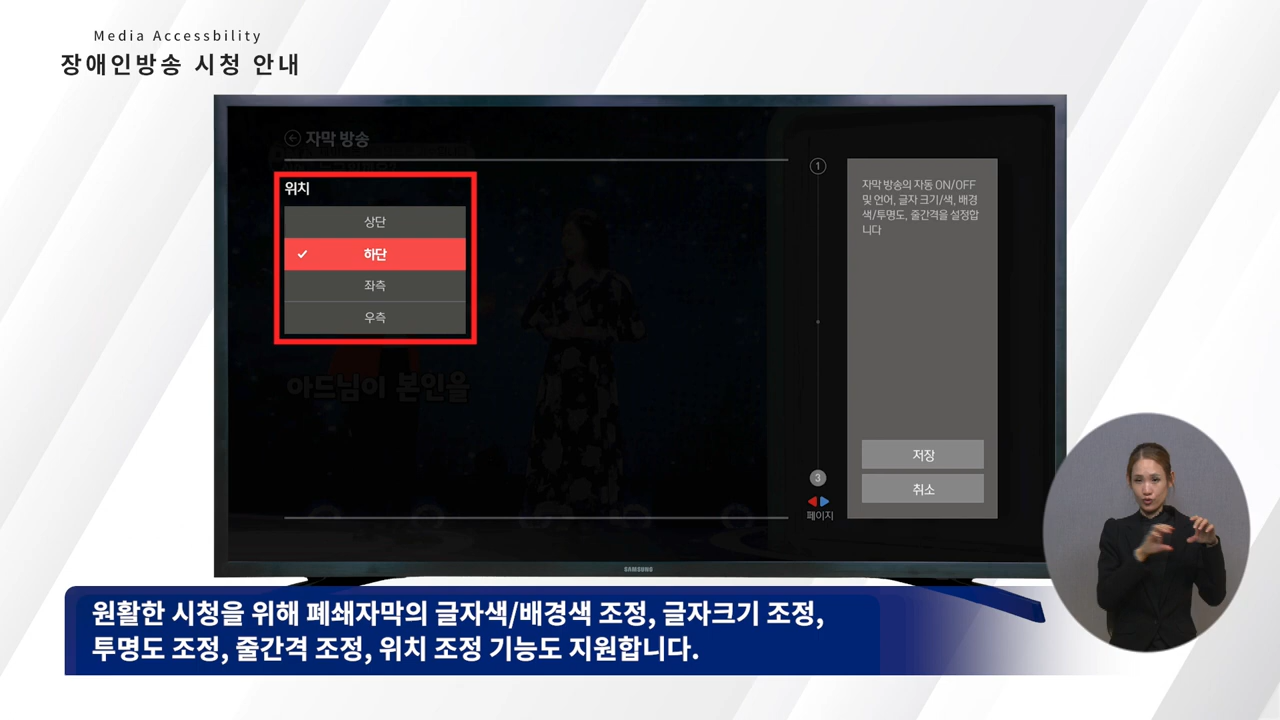 Media Accessbility
장애인방송 시청 안내
자막 방송
위치
상단
하단
좌측
우측
아드님이 본인을
1
3
페이지
자막 방송의 자동 ON/OFF
및 언어, 글자 크기/색, 배경
색/투명도, 줄간격을 설정합
니다
저장
취소
SAMSUNG
원활한 시청을 위해 폐쇄자막의 글자색/배경색 조정, 글자크기 조정,
투명도 조정, 줄간격 조정, 위치 조정 기능도 지원합니다.